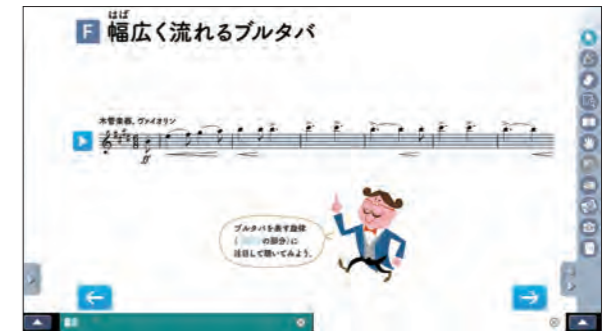 F 幅広く流れるブルタバ
はば
木管楽器、ヴァイオリン
ff
ブルタバを表す旋律
( の部分)に
注目して聴いてみよう。